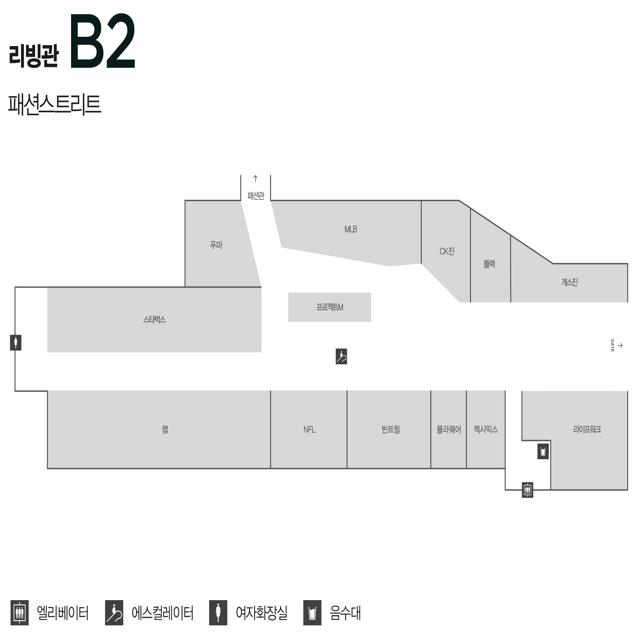 리빙관 B2
패션스트리트
패션관
푸마
MLB
CK진
플랙
게스진
스타벅스
프로젝트M
GATE
랩
NFL
빈트릴
뮬라웨어
젝시믹스
라이프워크
엘리베이터
에스컬레이터
여자화장실
음수대